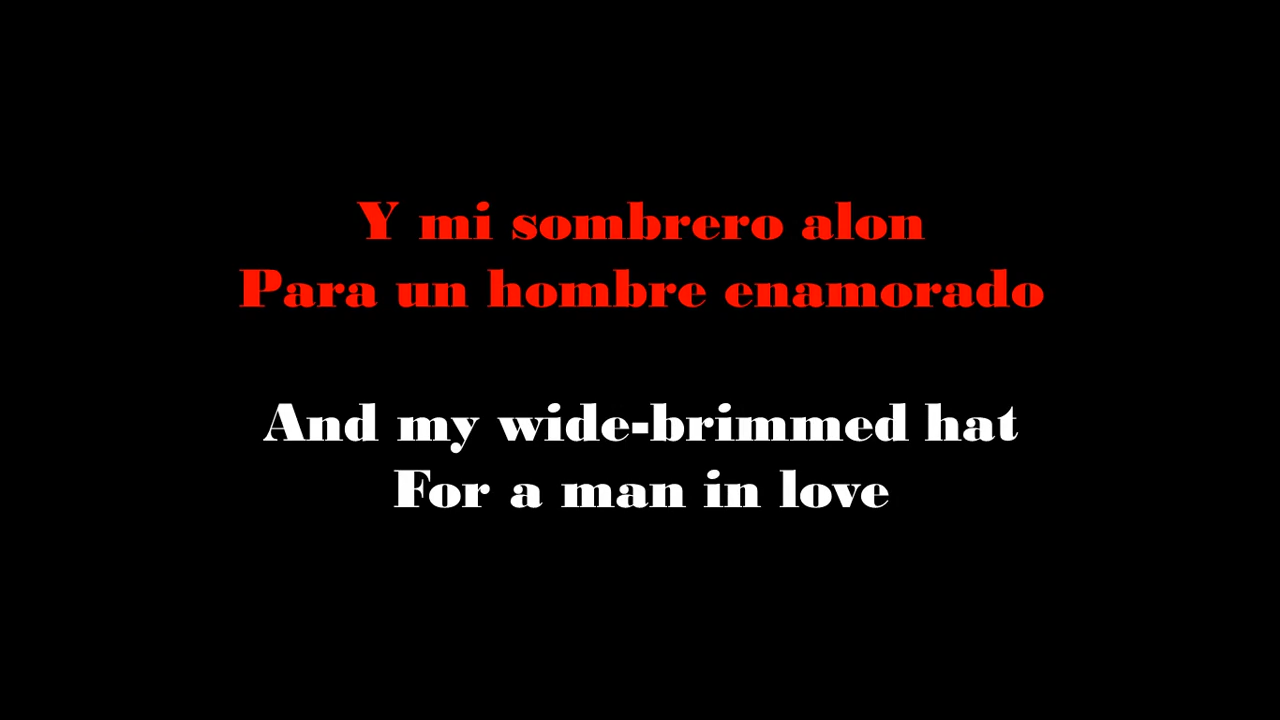 Y mi sombrero alon
Para un hombre enamorado
And my wide-brimmed hat
For a man in love